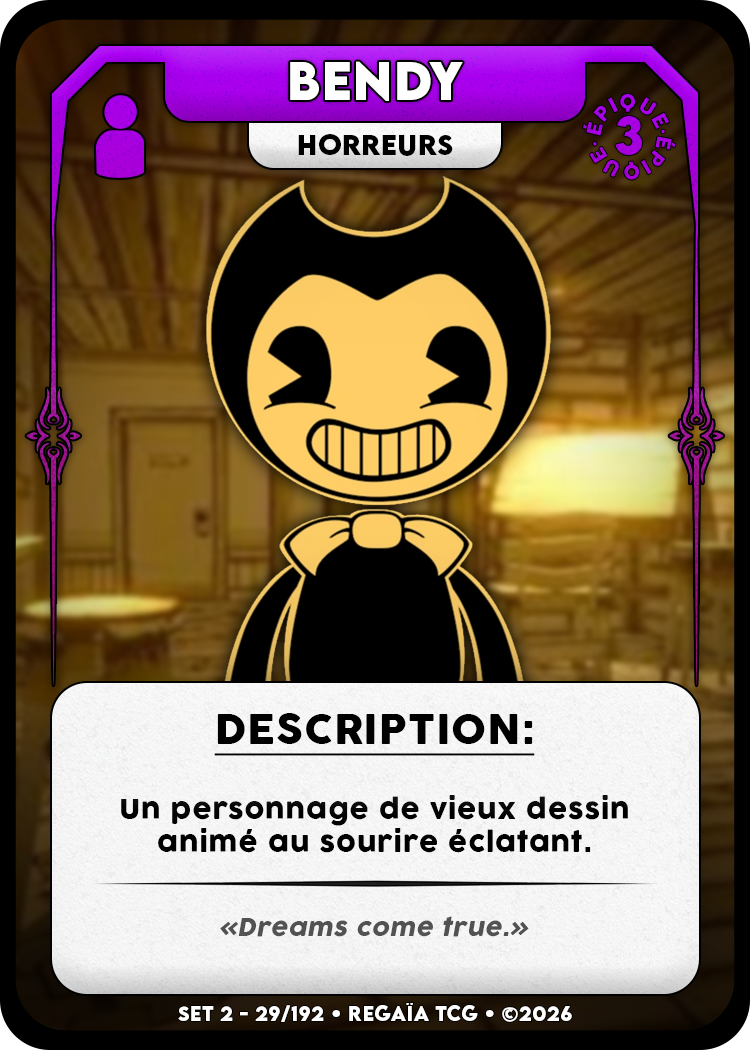 BENDY
HORREURS
ÉPIQUE·ÉPIQUE·
3
DESCRIPTION:
Un personnage de vieux dessin
animé au sourire éclatant.
«Dreams come true.»
SET 2 - 29/192 • REGAÏA TCG • ©2026